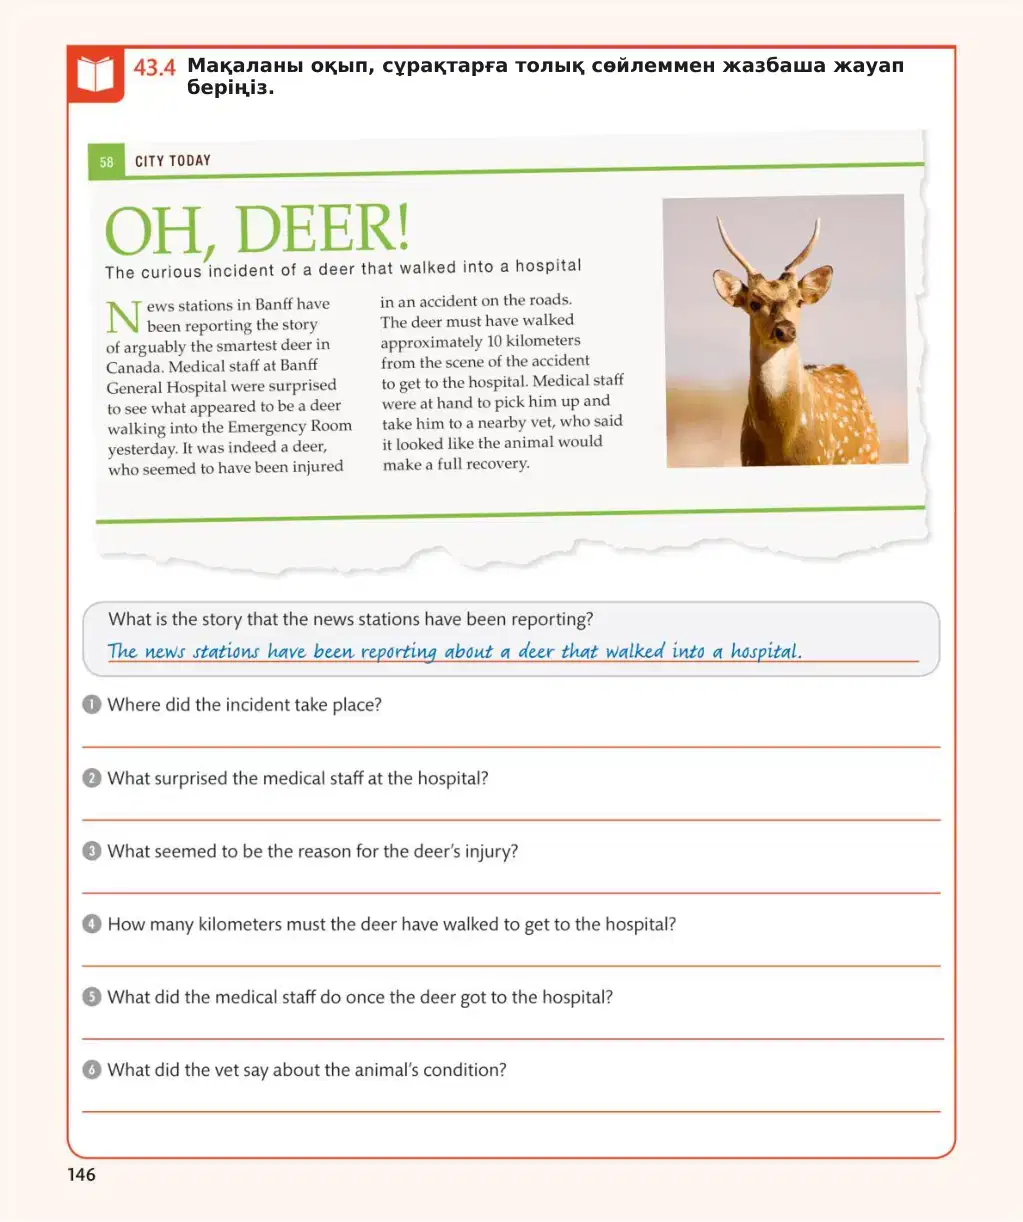 43.4 Мақаланы оқып, сұрақтарға толық сөйлеммен жазбаша жауап
беріңіз.
58 CITY TODAY
OH, DEER!
The curious incident of a deer that walked into a hospital
News stations in Banff have
been reporting the story
of arguably the smartest deer in
Canada. Medical staff at Banff
General Hospital were surprised
to see what appeared to be a deer
walking into the Emergency Room
yesterday. It was indeed a deer,
who seemed to have been injured
in an accident on the roads.
The deer must have walked
approximately 10 kilometers
from the scene of the accident
to get to the hospital. Medical staff
were at hand to pick him up and
take him to a nearby vet, who said
it looked like the animal would
make a full recovery.
What is the story that the news stations have been reporting?
The news stations have been reporting about a deer that walked into a hospital.
1 Where did the incident take place?
2 What surprised the medical staff at the hospital?
3 What seemed to be the reason for the deer’s injury?
4 How many kilometers must the deer have walked to get to the hospital?
5 What did the medical staff do once the deer got to the hospital?
6 What did the vet say about the animal’s condition?
146